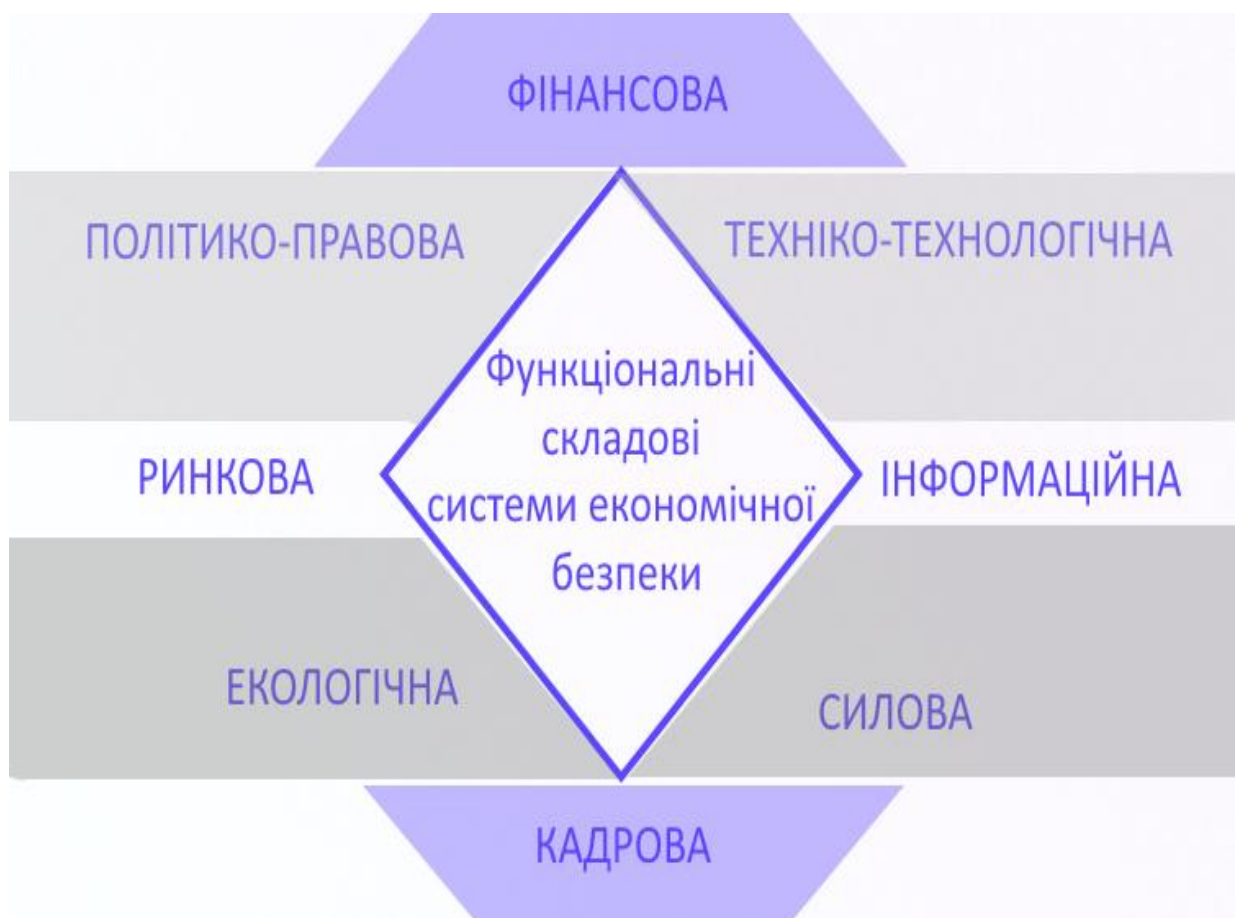 ФІНАНСОВА
ПОЛІТИКО-ПРАВОВА
ТЕХНІКО-ТЕХНОЛОГІЧНА
Функціональні
складові
системи економічної
безпеки
РИНКОВА
ІНФОРМАЦІЙНА
ЕКОЛОГІЧНА
СИЛОВА
КАДРОВА